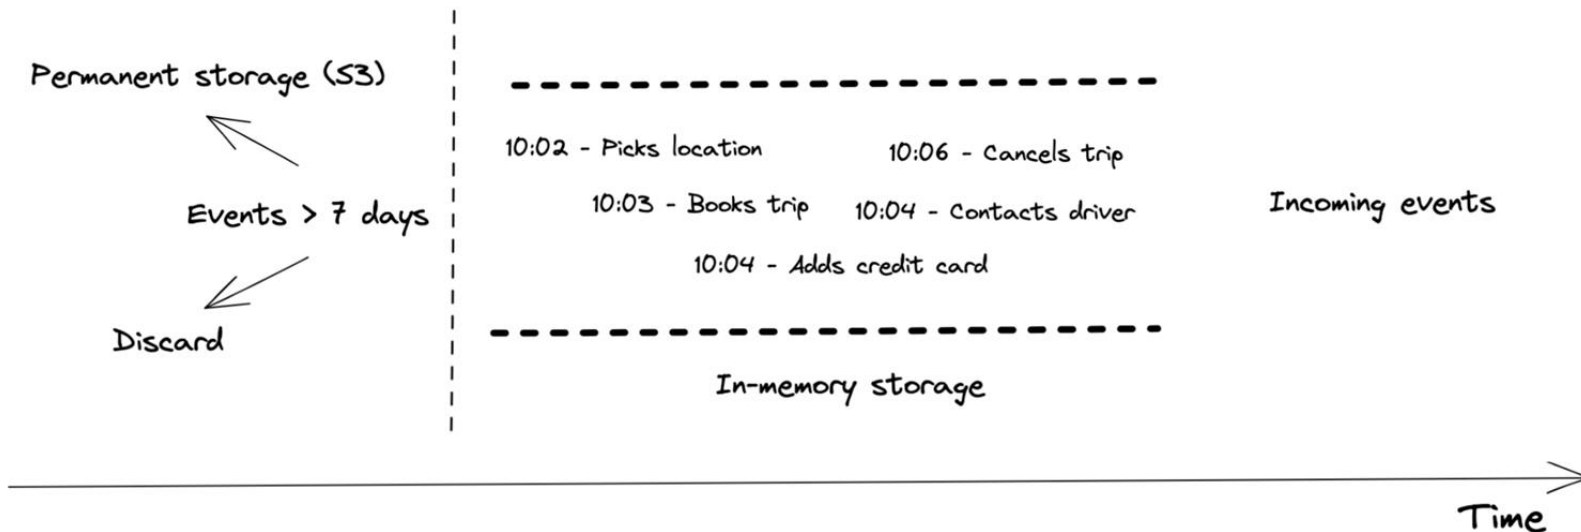 Permanent storage (S3)
Events > 7 days
Discard
10:02 - Picks location
10:06 - Cancels trip
10:03 - Books trip
10:04 - Contacts driver
10:04 - Adds credit card
In-memory storage
Incoming events
Time